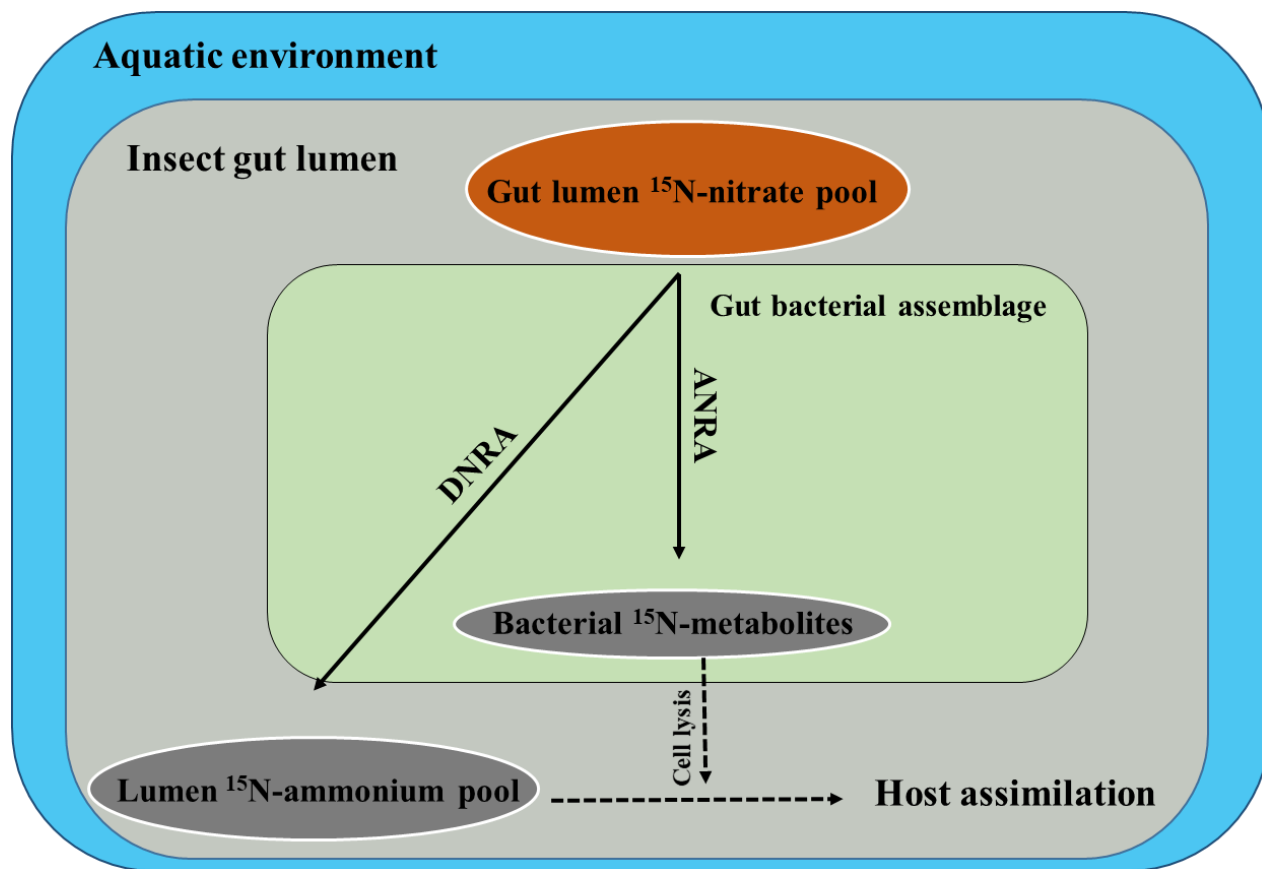 Aquatic environment
Insect gut lumen
Gut lumen ¹⁵N-nitrate pool
Gut bacterial assemblage
DNRA
ANRA
Bacterial ¹⁵N-metabolites
Cell lysis
Lumen ¹⁵N-ammonium pool
Host assimilation